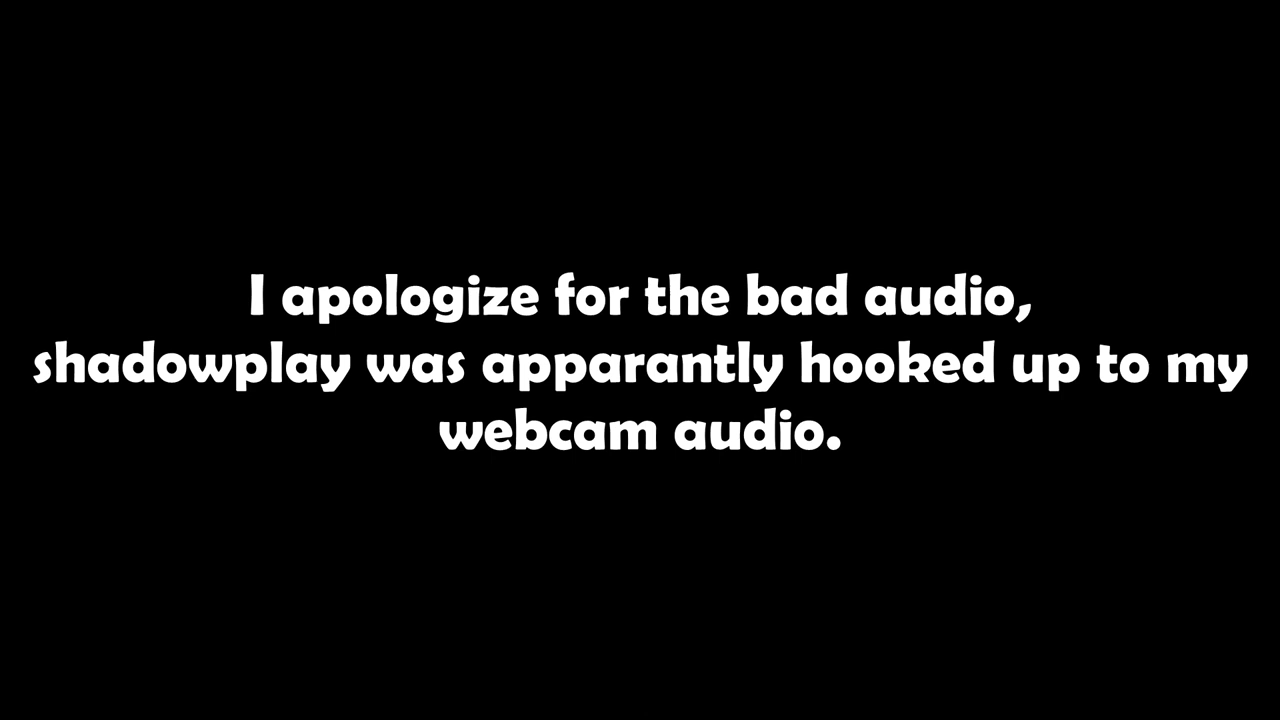 I apologize for the bad audio,
shadowplay was apparantly hooked up to my
webcam audio.